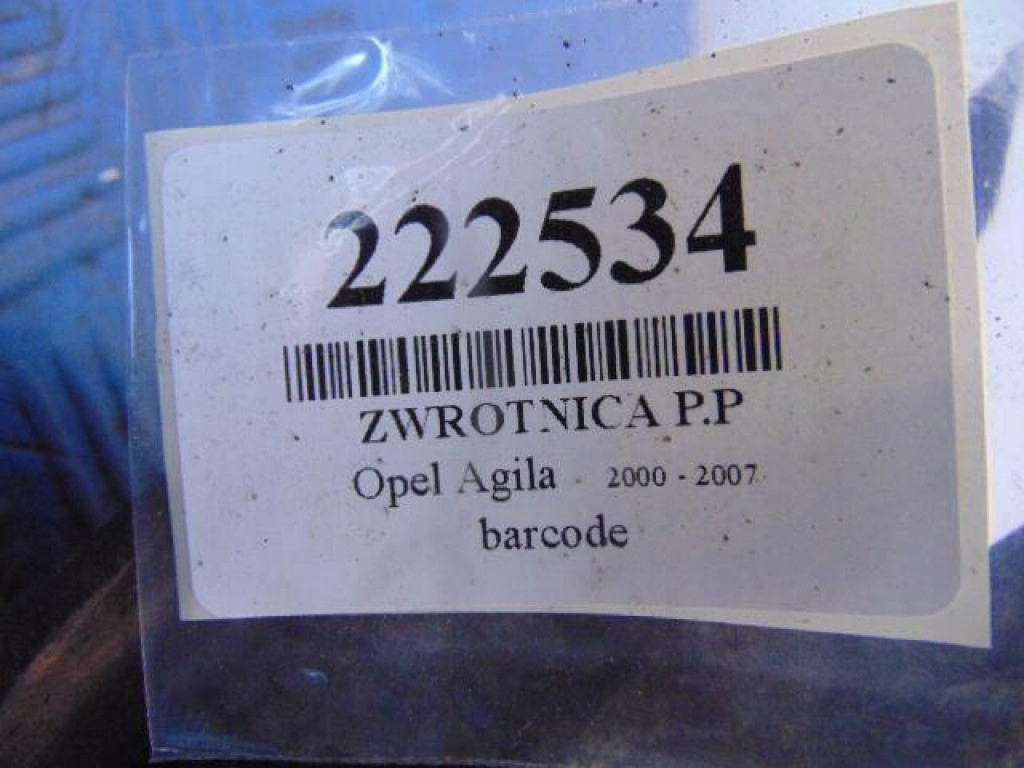 222534
ZWROTNICA P.P
Opel Agila 2000 - 2007
barcode